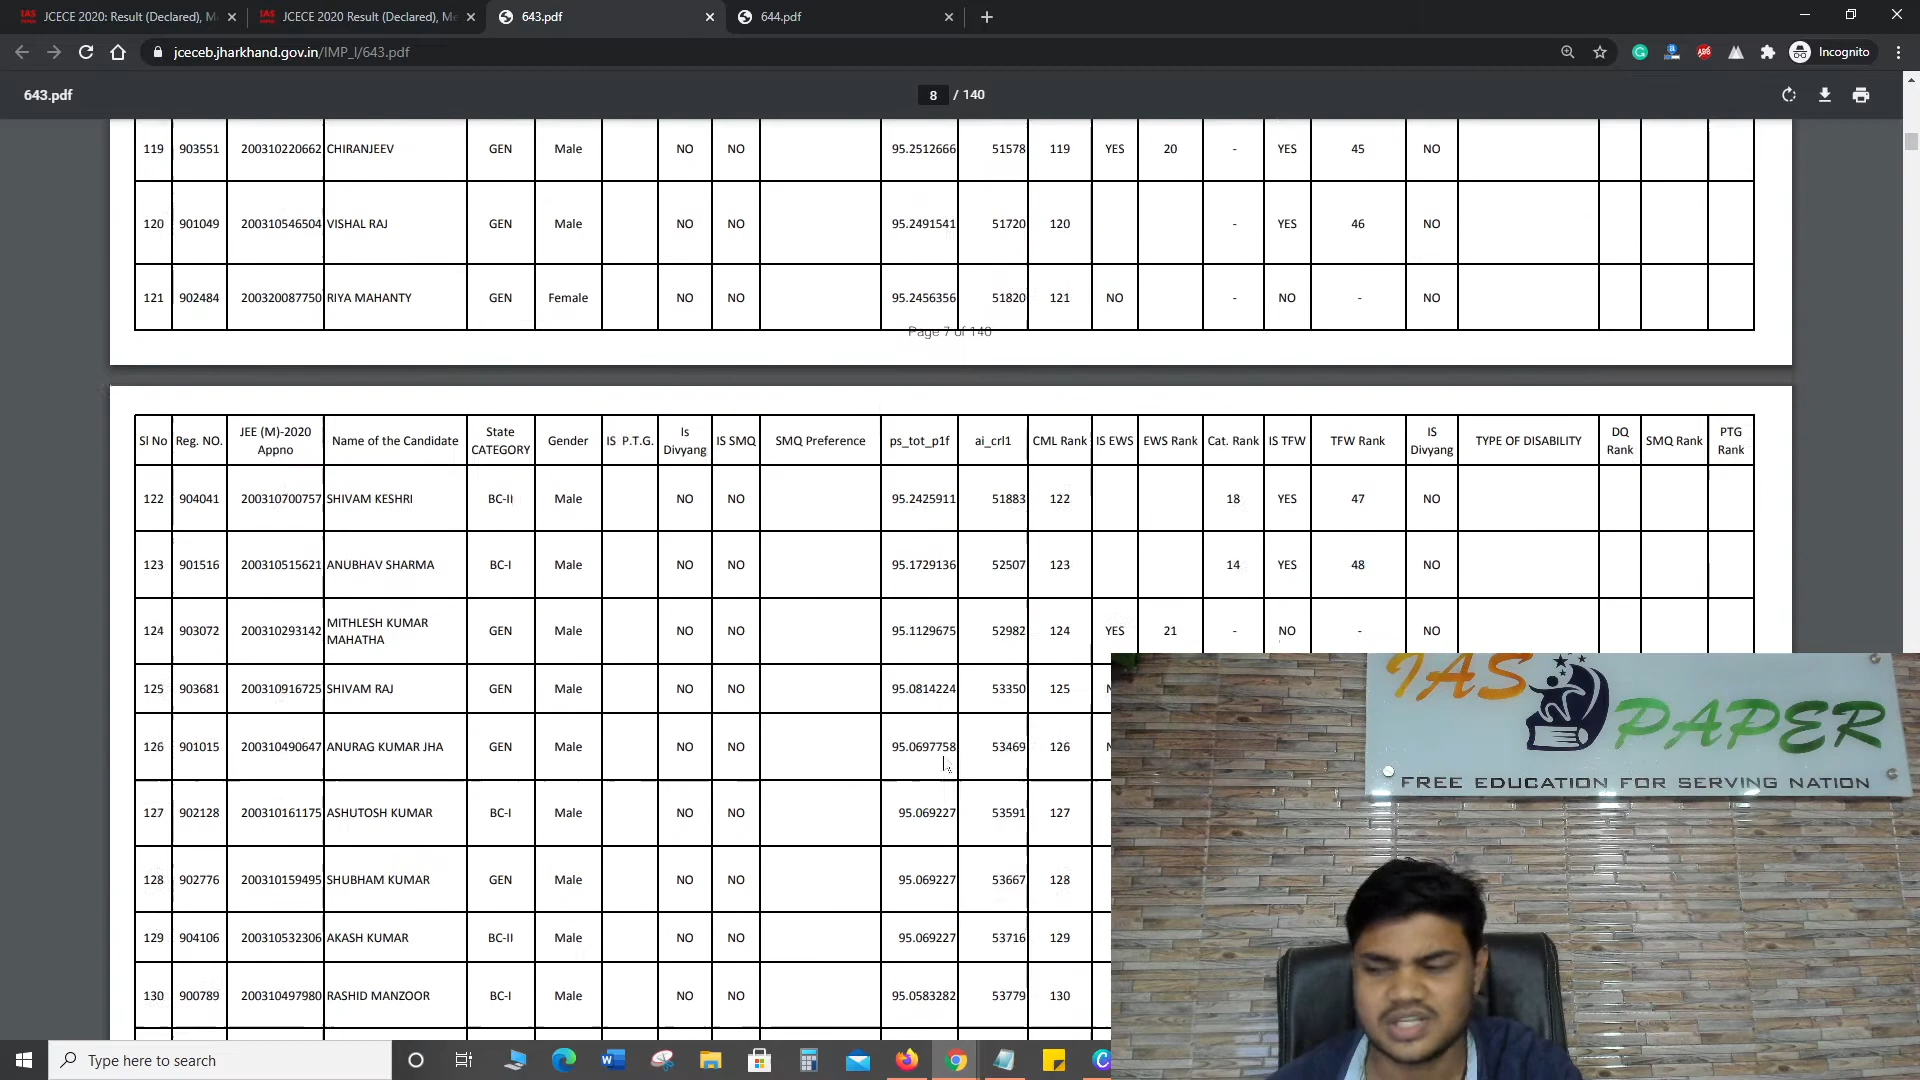 JCECE 2020: Result (Declared), M
JCECE 2020 Result (Declared), Me
643.pdf
644.pdf
jceceb.jharkhand.gov.in/IMP_I/643.pdf
Incognito
643.pdf
8 / 140
119 903551 200310220662 CHIRANJEEV GEN Male NO NO 95.2512666 51578 119 YES 20 - YES 45 NO
120 901049 200310546504 VISHAL RAJ GEN Male NO NO 95.2491541 51720 120 - YES 46 NO
121 902484 200320087750 RIYA MAHANTY GEN Female NO NO 95.2456356 51820 121 NO - NO - NO
Page 7 of 140
Sl No Reg. NO. JEE (M)-2020 Appno Name of the Candidate State CATEGORY Gender IS P.T.G. Is Divyang IS SMQ SMQ Preference ps_tot_p1f ai_crl1 CML Rank IS EWS EWS Rank Cat. Rank IS TFW TFW Rank IS Divyang TYPE OF DISABILITY DQ Rank SMQ Rank PTG Rank
122 904041 200310700757 SHIVAM KESHRI BC-II Male NO NO 95.2425911 51883 122 18 YES 47 NO
123 901516 200310515621 ANUBHAV SHARMA BC-I Male NO NO 95.1729136 52507 123 14 YES 48 NO
124 903072 200310293142 MITHLESH KUMAR MAHATHA GEN Male NO NO 95.1129675 52982 124 YES 21 - NO - NO
125 903681 200310916725 SHIVAM RAJ GEN Male NO NO 95.0814224 53350 125
126 901015 200310490647 ANURAG KUMAR JHA GEN Male NO NO 95.0697758 53469 126
127 902128 200310161175 ASHUTOSH KUMAR BC-I Male NO NO 95.069227 53591 127
128 902776 200310159495 SHUBHAM KUMAR GEN Male NO NO 95.069227 53667 128
129 904106 200310532306 AKASH KUMAR BC-II Male NO NO 95.069227 53716 129
130 900789 200310497980 RASHID MANZOOR BC-I Male NO NO 95.0583282 53779 130
IAS PAPER
FREE EDUCATION FOR SERVING NATION
Type here to search